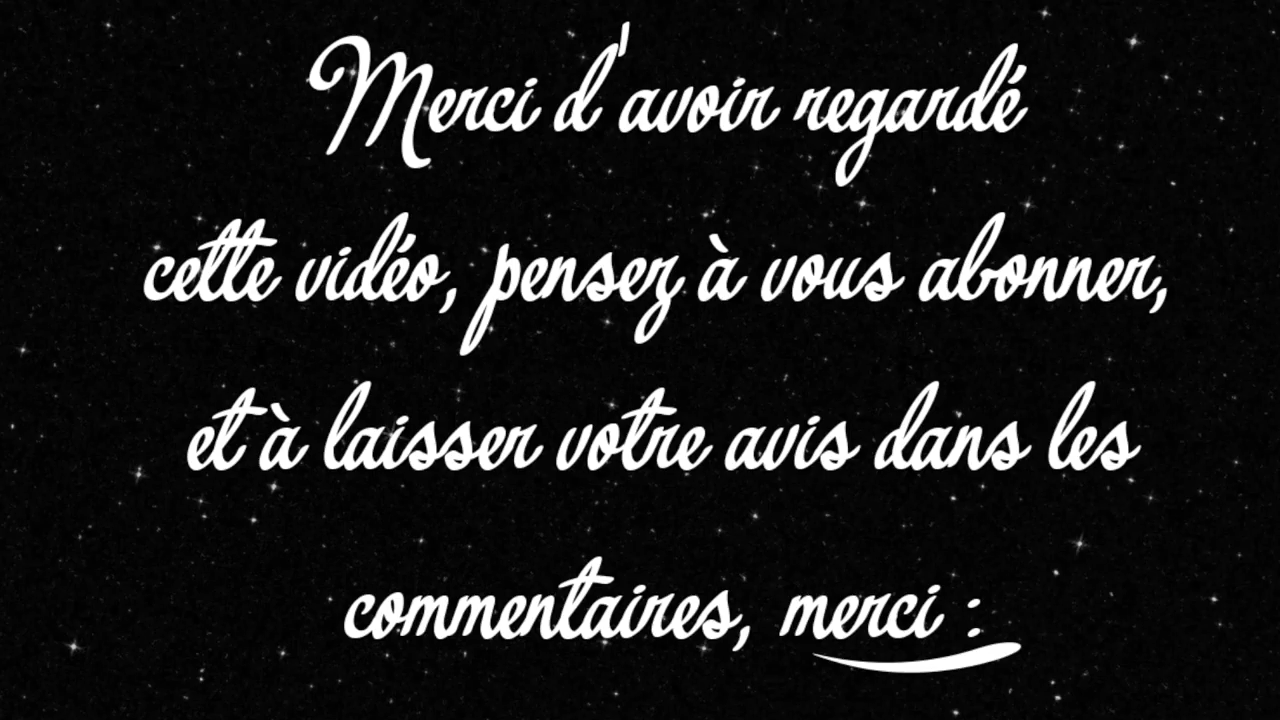 Merci d'avoir regardé
cette vidéo, pensez à vous abonner,
et à laisser votre avis dans les
commentaires, merci :